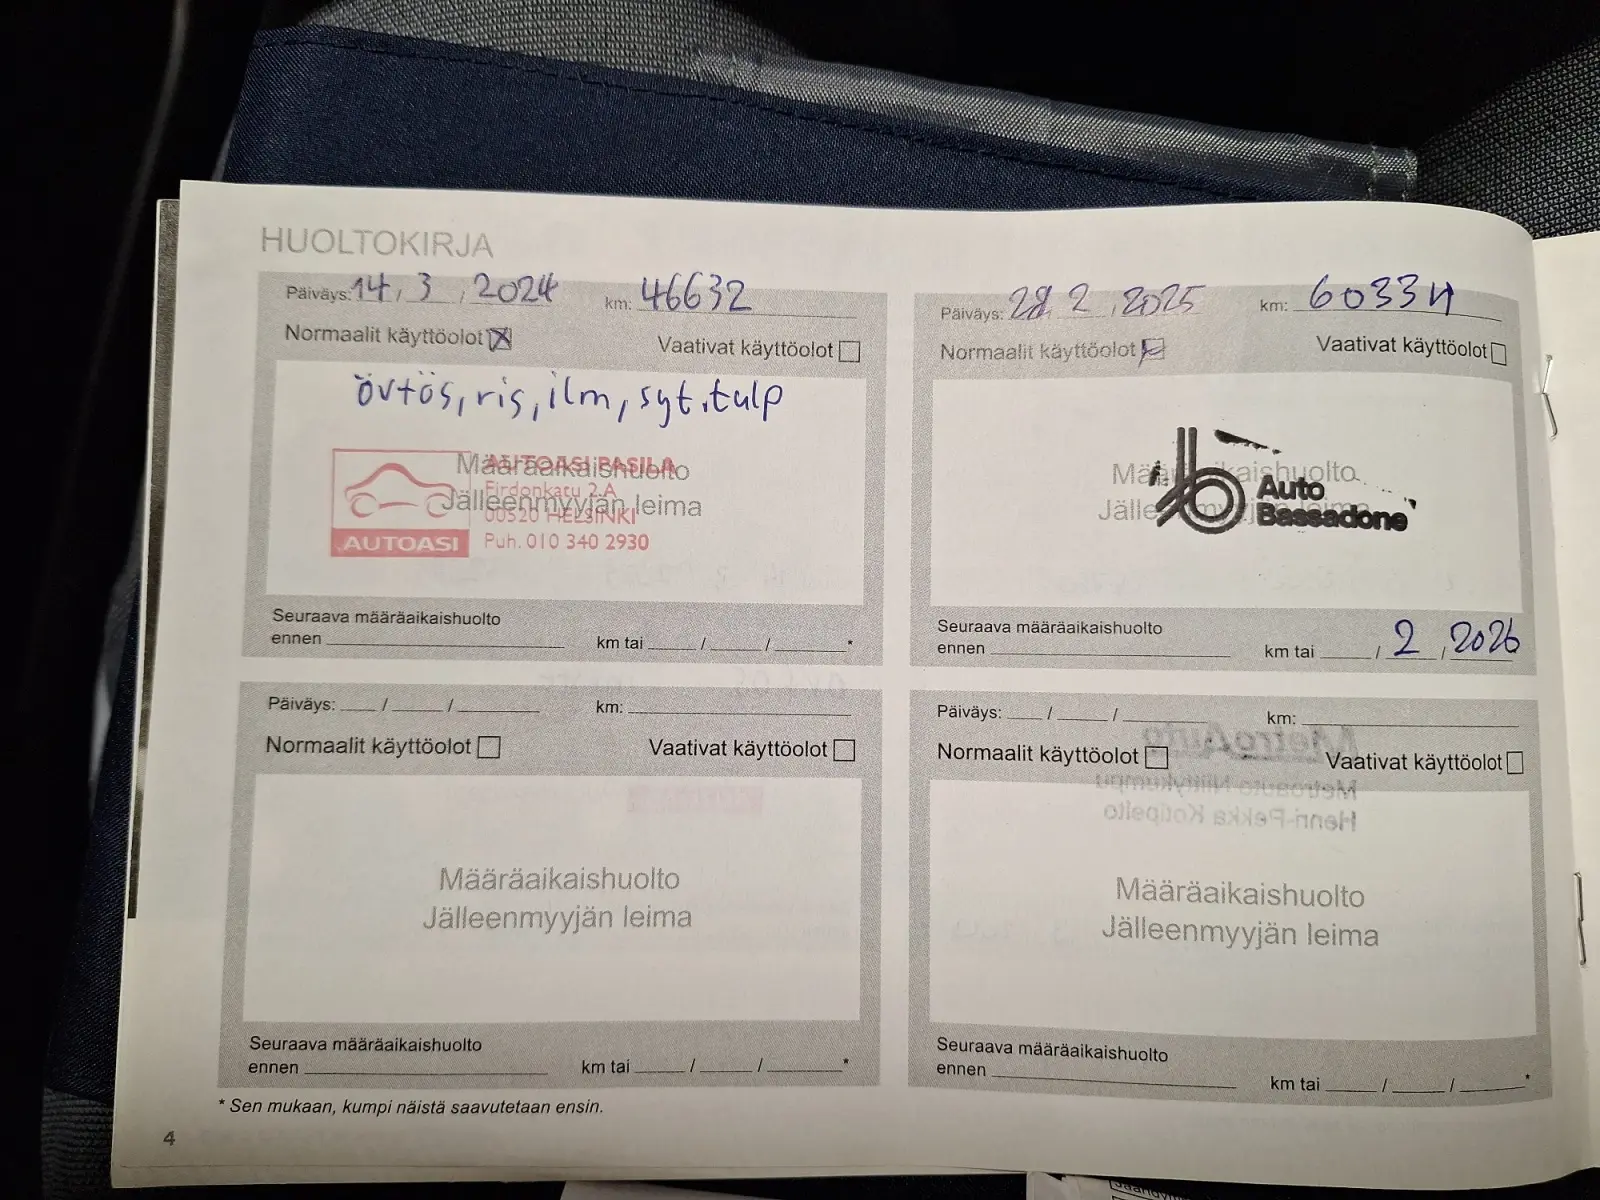 HUOLTOKIRJA
Päiväys: 14 / 3 / 2024 km: 46632
Normaalit käyttöolot Vaativat käyttöolot
övtös, ris, ilm, syt. tulp
Määräaikaishuolto
Jälleenmyyjän leima
AUTOASI
AUTOASI PASILA
Firdonkatu 2 A
00520 HELSINKI
Puh. 010 340 2930
Seuraava määräaikaishuolto
ennen km tai / / *
Päiväys: 2 / 2025 km:
Normaalit käyttöolot Vaativat käyttöolot
Määräaikaishuolto
Jälleenmyyjän leima
Auto
Bassadone
Seuraava määräaikaishuolto
ennen km tai / 2 / 2026
Päiväys: / / km:
Normaalit käyttöolot Vaativat käyttöolot
Määräaikaishuolto
Jälleenmyyjän leima
Seuraava määräaikaishuolto
ennen km tai / / *
Päiväys: / / km:
Normaalit käyttöolot Vaativat käyttöolot
Määräaikaishuolto
Jälleenmyyjän leima
Seuraava määräaikaishuolto
ennen km tai / / *
* Sen mukaan, kumpi näistä saavutetaan ensin.
4